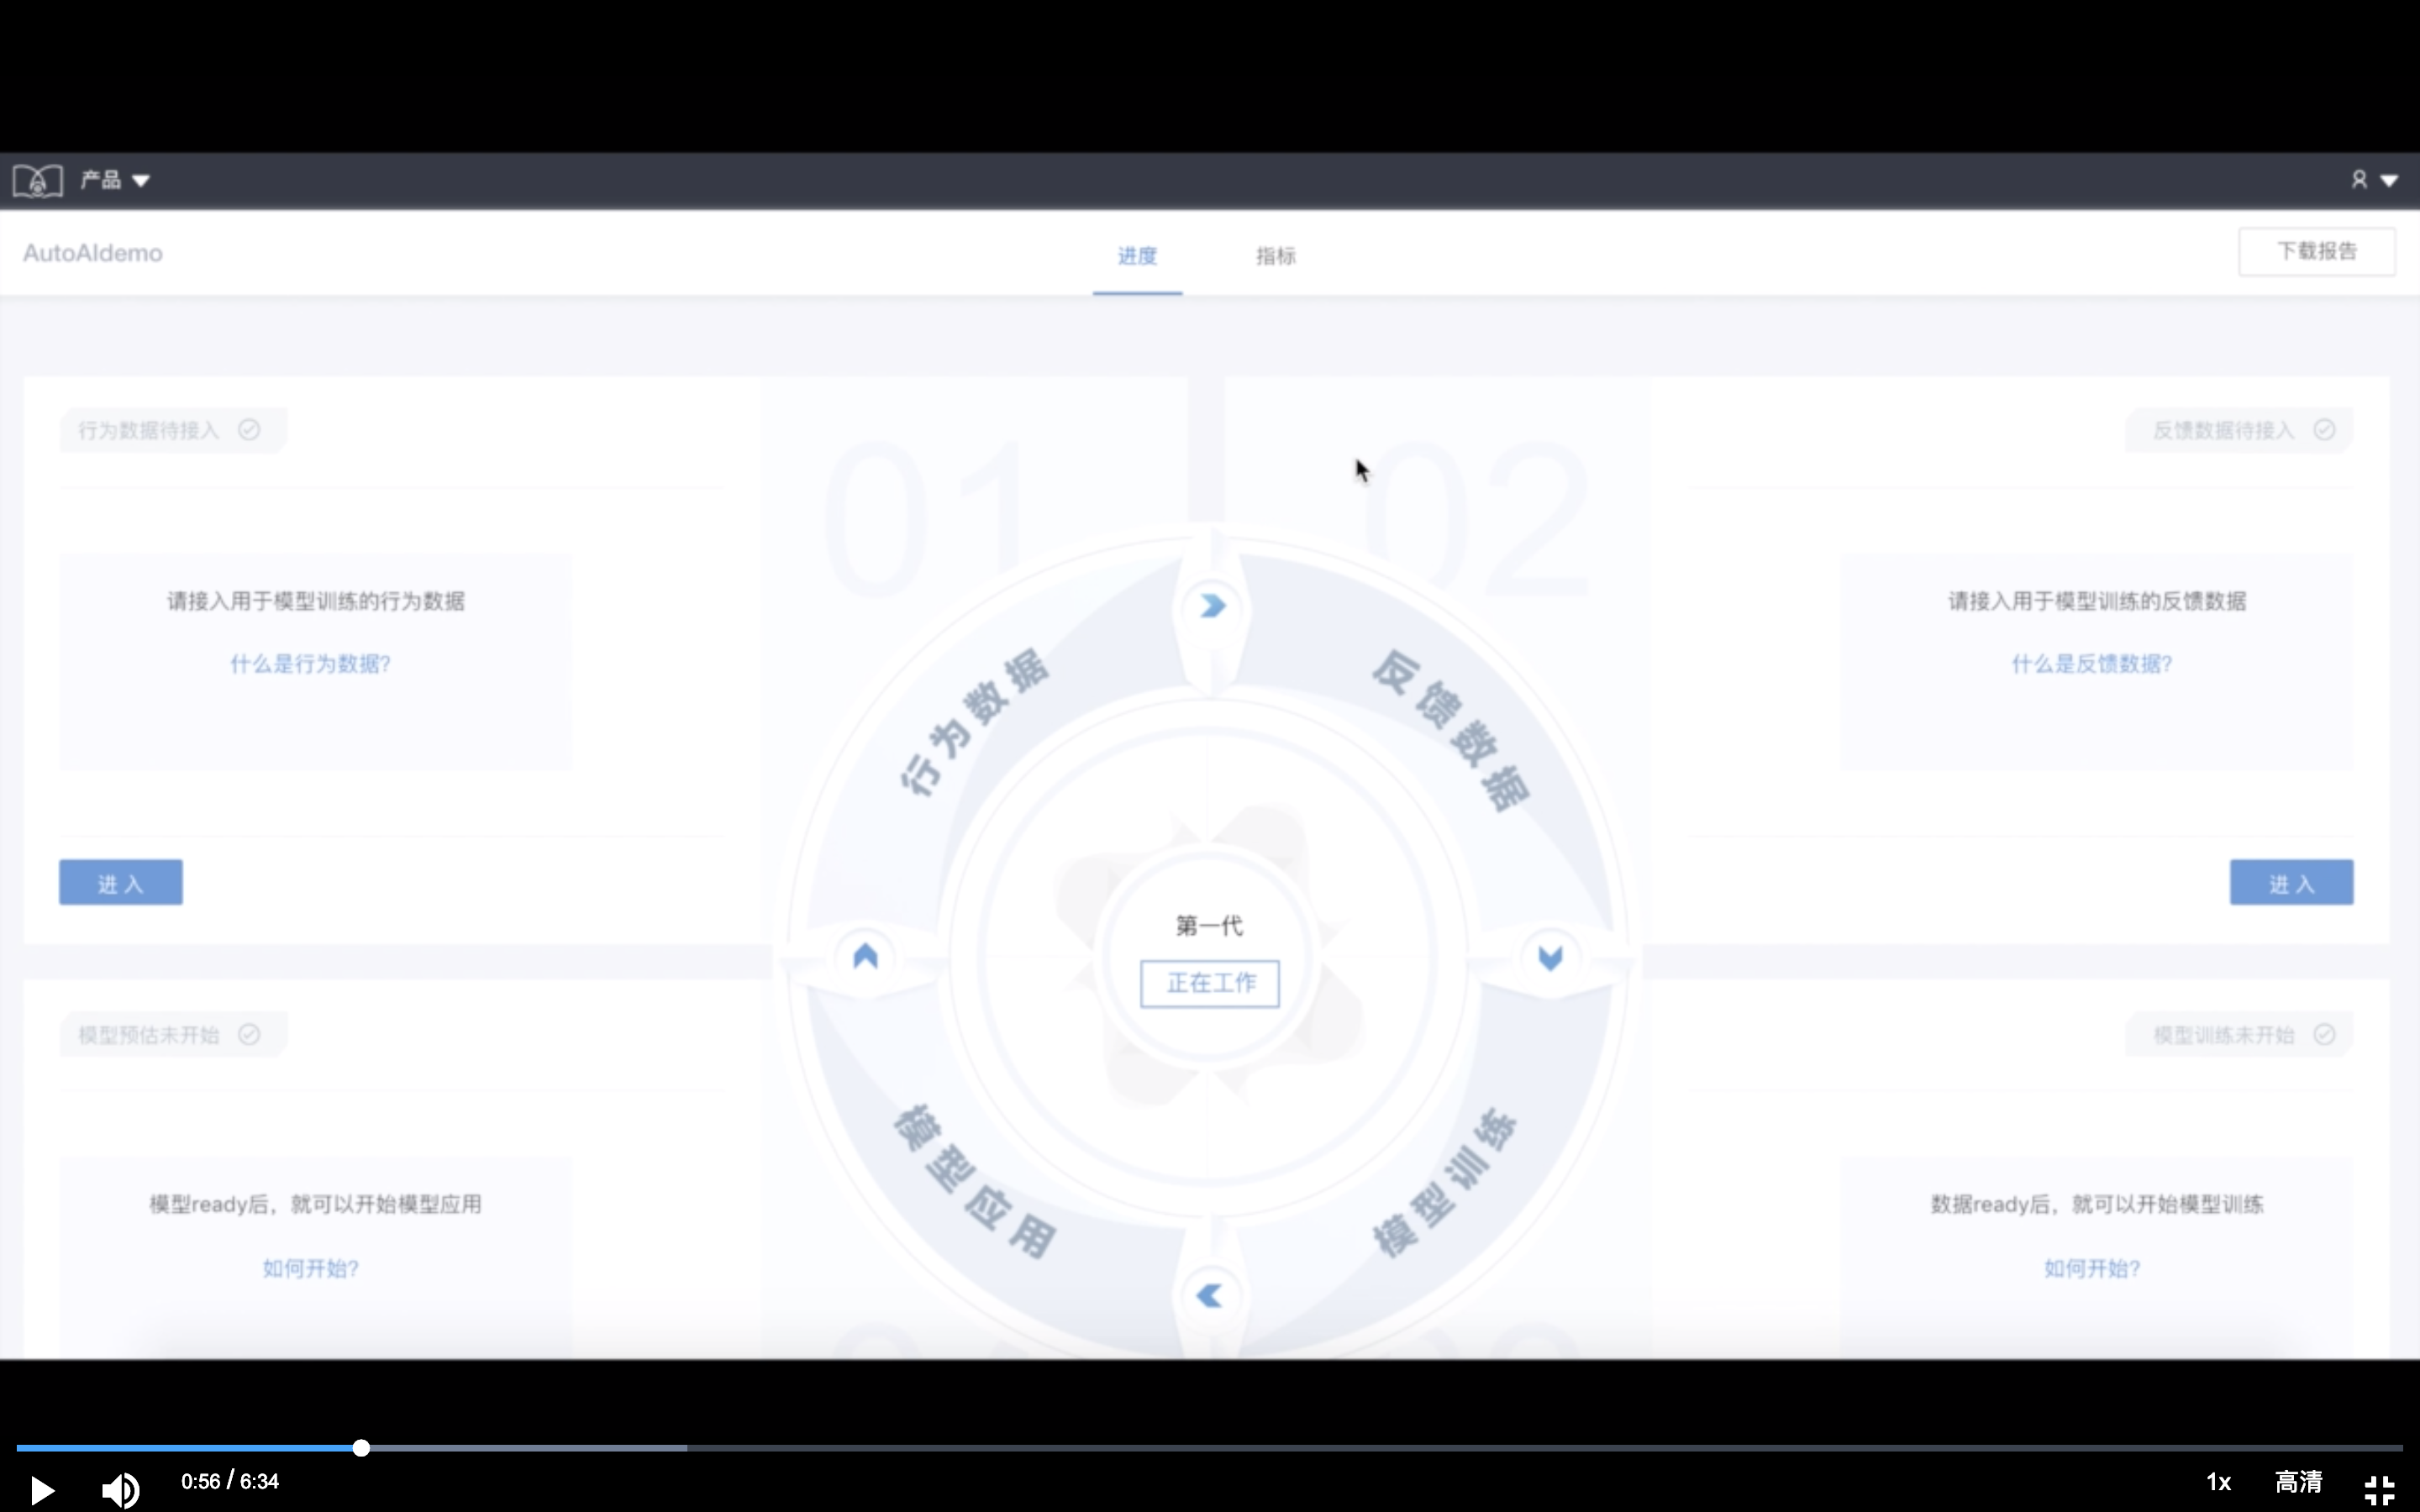 产品
AutoAIdemo
进度
指标
下载报告
行为数据待接入
01
02
反馈数据待接入
请接入用于模型训练的行为数据
什么是行为数据?
请接入用于模型训练的反馈数据
什么是反馈数据?
行为数据
反馈数据
进入
进入
第一代
正在工作
模型预估未开始
模型训练未开始
模型应用
模型训练
模型ready后，就可以开始模型应用
如何开始?
数据ready后，就可以开始模型训练
如何开始?
0:56 / 6:34
1x
高清